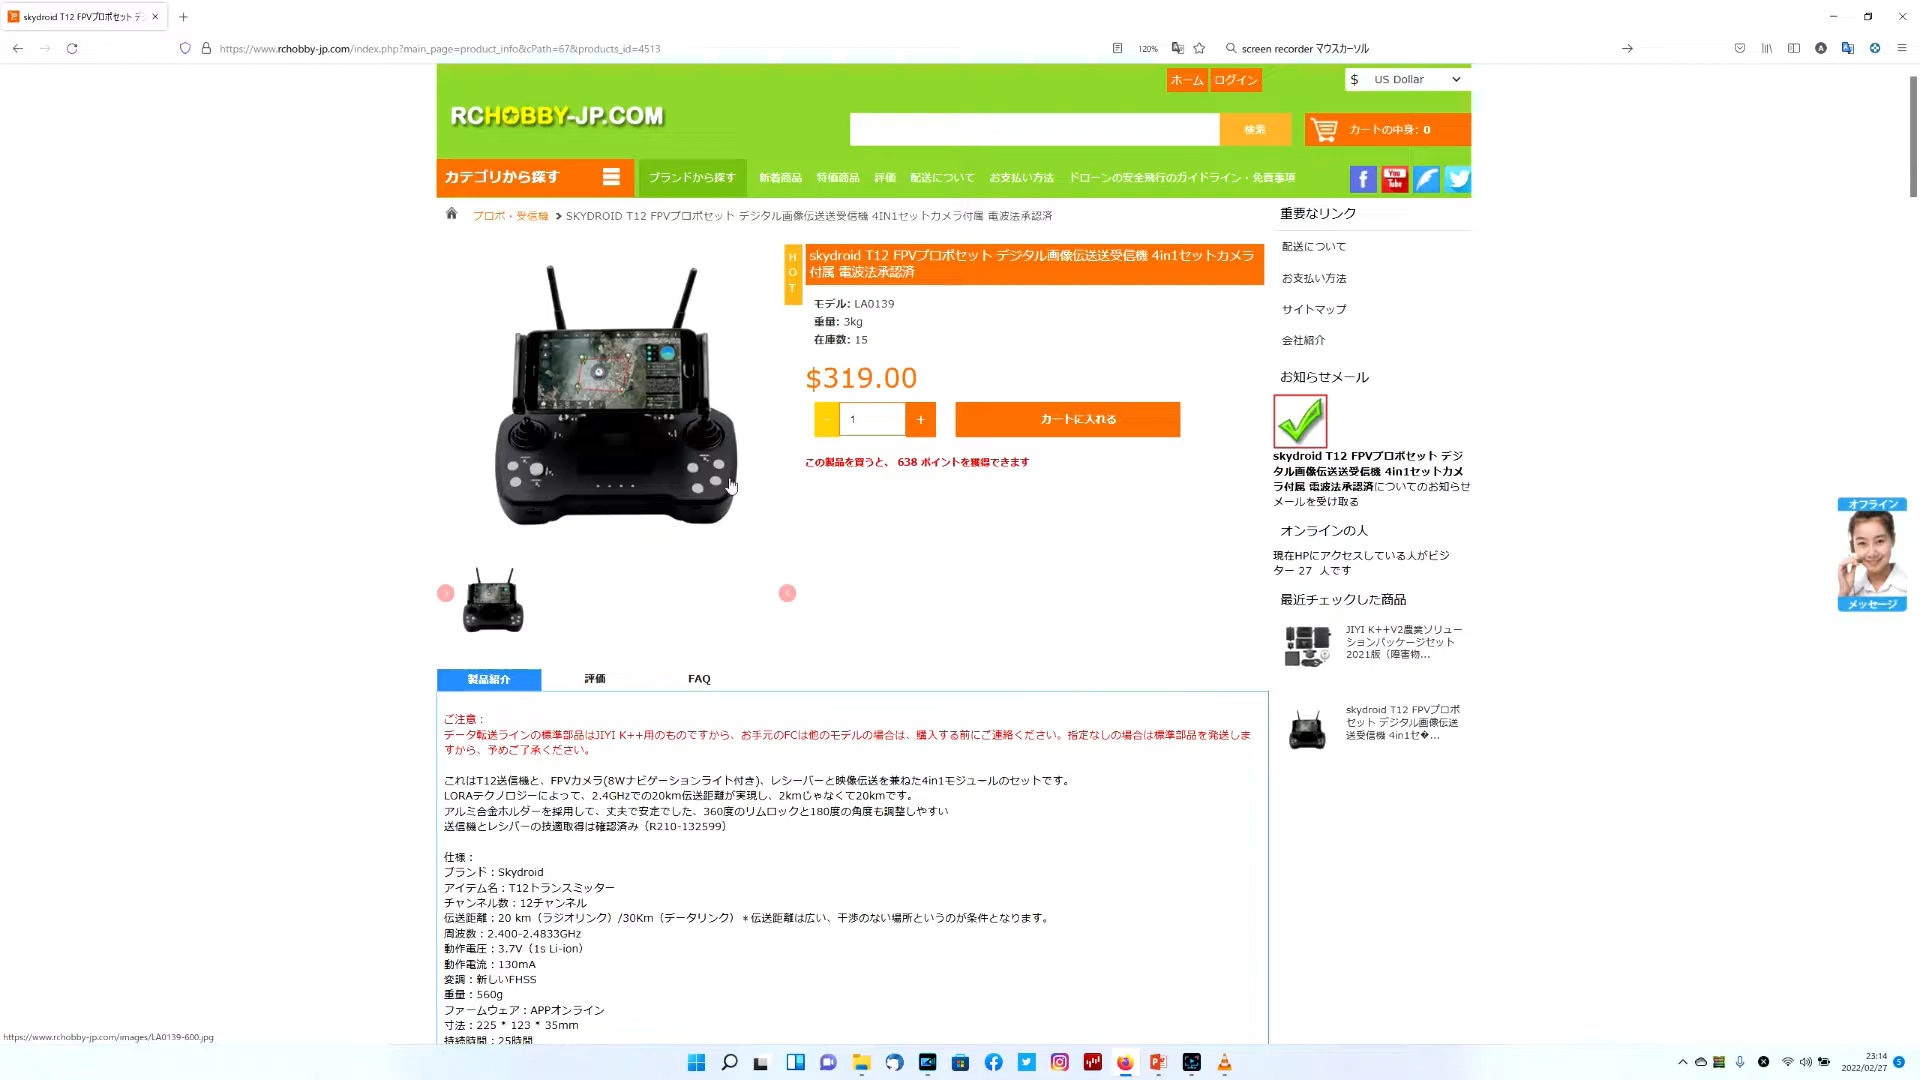 skydroid T12 FPVプロポセット デ
https://www.rchobby-jp.com/index.php?main_page=product_info&cPath=67&products_id=4513
120%
screen recorder マウスカーソル
ホーム
ログイン
$ US Dollar
RCHOBBY-JP.COM
検索
カートの中身: 0
カテゴリから探す
ブランドから探す
新着商品
特価商品
評価
配送について
お支払い方法
ドローンの安全飛行のガイドライン・免責事項
f
You
Tube
プロポ・受信機
SKYDROID T12 FPVプロポセット デジタル画像伝送送受信機 4IN1セットカメラ付属 電波法承認済
HOT
skydroid T12 FPVプロポセット デジタル画像伝送送受信機 4in1セットカメラ
付属 電波法承認済
モデル: LA0139
重量: 3kg
在庫数: 15
$319.00
-
1
+
カートに入れる
この製品を買うと、 638 ポイントを獲得できます
重要なリンク
配送について
お支払い方法
サイトマップ
会社紹介
お知らせメール
skydroid T12 FPVプロポセット デジ
タル画像伝送送受信機 4in1セットカメ
ラ付属 電波法承認済についてのお知らせ
メールを受け取る
オンラインの人
現在HPにアクセスしている人がビジ
ター 27 人です
最近チェックした商品
JIYI K++V2農業ソリュー
ションパッケージセット
2021版（障害物...
skydroid T12 FPVプロポ
セット デジタル画像伝送
送受信機 4in1セ�...
オフライン
メッセージ
製品紹介
評価
FAQ
ご注意：
データ転送ラインの標準部品はJIYI K++用のものですから、お手元のFCは他のモデルの場合は、購入する前にご連絡ください。指定なしの場合は標準部品を発送しま
すから、予めご了承ください。
これはT12送信機と、FPVカメラ(8Wナビゲーションライト付き)、レシーバーと映像伝送を兼ねた4in1モジュールのセットです。
LORAテクノロジーによって、2.4GHzでの20km伝送距離が実現し、2kmじゃなくて20kmです。
アルミ合金ホルダーを採用して、丈夫で安定でした、360度のリムロックと180度の角度も調整しやすい
送信機とレシバーの技適取得は確認済み（R210-132599）
仕様：
ブランド：Skydroid
アイテム名：T12トランスミッター
チャンネル数：12チャンネル
伝送距離：20 km（ラジオリンク）/30Km（データリンク）＊伝送距離は広い、干渉のない場所というのが条件となります。
周波数：2.400-2.4833GHz
動作電圧：3.7V（1s Li-ion）
動作電流：130mA
変調：新しいFHSS
重量：560g
ファームウェア：APPオンライン
寸法：225 * 123 * 35mm
持続時間：25時間
https://www.rchobby-jp.com/images/LA0139-600.jpg
23:14
2022/02/27
5